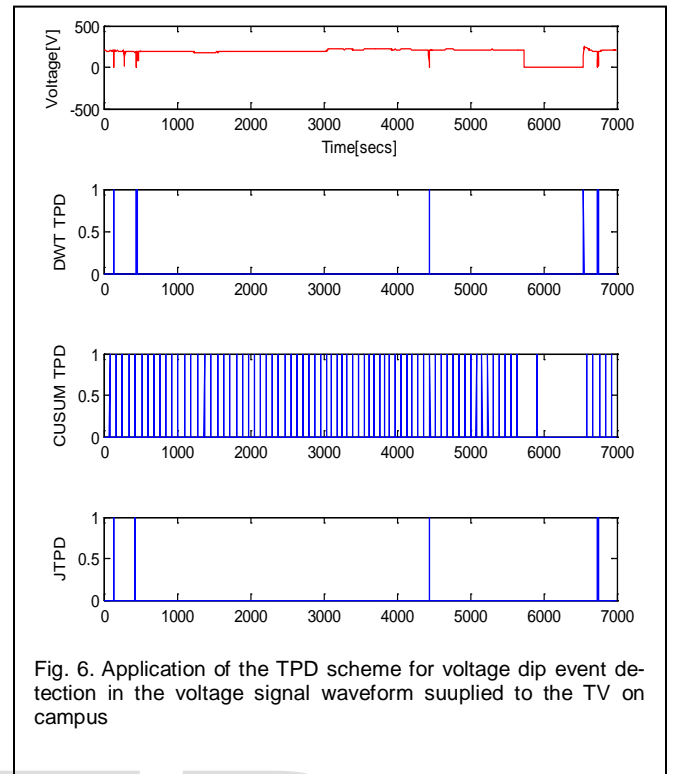 500
0
-500
Voltage[V]
0 1000 2000 3000 4000 5000 6000 7000
Time[secs]
1
0.5
0
DWT TPD
0 1000 2000 3000 4000 5000 6000 7000
1
0.5
0
CUSUM TPD
0 1000 2000 3000 4000 5000 6000 7000
1
0.5
0
JTPD
0 1000 2000 3000 4000 5000 6000 7000
Fig. 6. Application of the TPD scheme for voltage dip event de-
tection in the voltage signal waveform suuplied to the TV on
campus